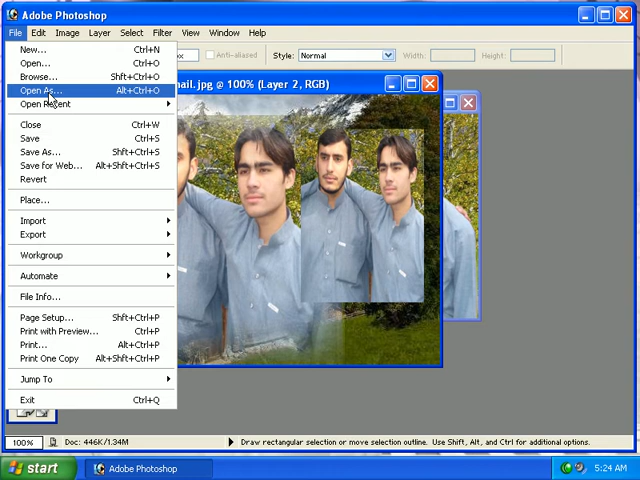 Adobe Photoshop
File Edit Image Layer Select Filter View Window Help
Anti-aliased Style: Normal Width: Height:
ail.jpg @ 100% (Layer 2, RGB)
New... Ctrl+N
Open... Ctrl+O
Browse... Shft+Ctrl+O
Open As... Alt+Ctrl+O
Open Recent
Close Ctrl+W
Save Ctrl+S
Save As... Shft+Ctrl+S
Save for Web... Alt+Shft+Ctrl+S
Revert
Place...
Import
Export
Workgroup
Automate
File Info...
Page Setup... Shft+Ctrl+P
Print with Preview... Ctrl+P
Print... Alt+Ctrl+P
Print One Copy Alt+Shft+Ctrl+P
Jump To
Exit Ctrl+Q
100% Doc: 446K/1.34M Draw rectangular selection or move selection outline. Use Shift, Alt, and Ctrl for additional options.
start Adobe Photoshop 5:24 AM